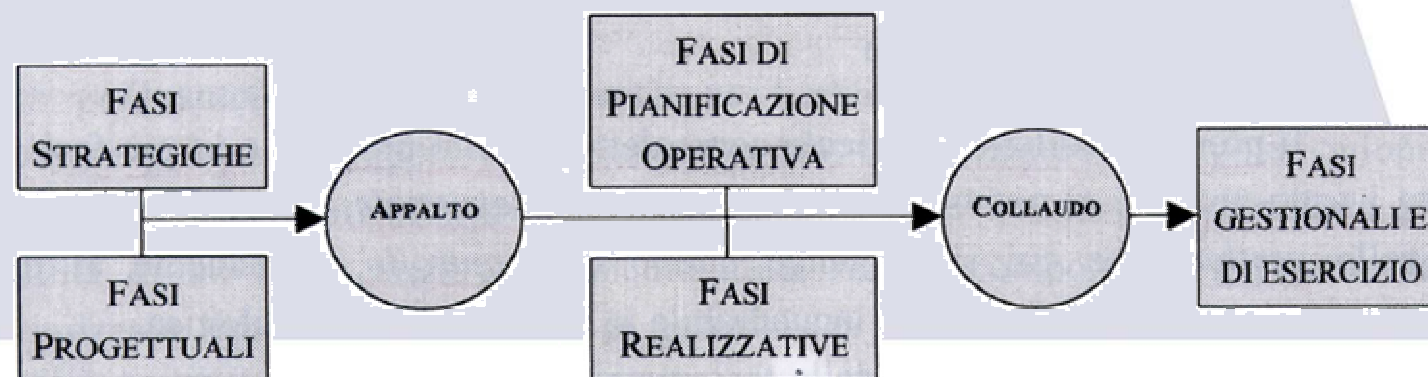 FASI
STRATEGICHE
FASI
PROGETTUALI
APPALTO
FASI DI
PIANIFICAZIONE
OPERATIVA
FASI
REALIZZATIVE
COLLAUDO
FASI
GESTIONALI E
DI ESERCIZIO